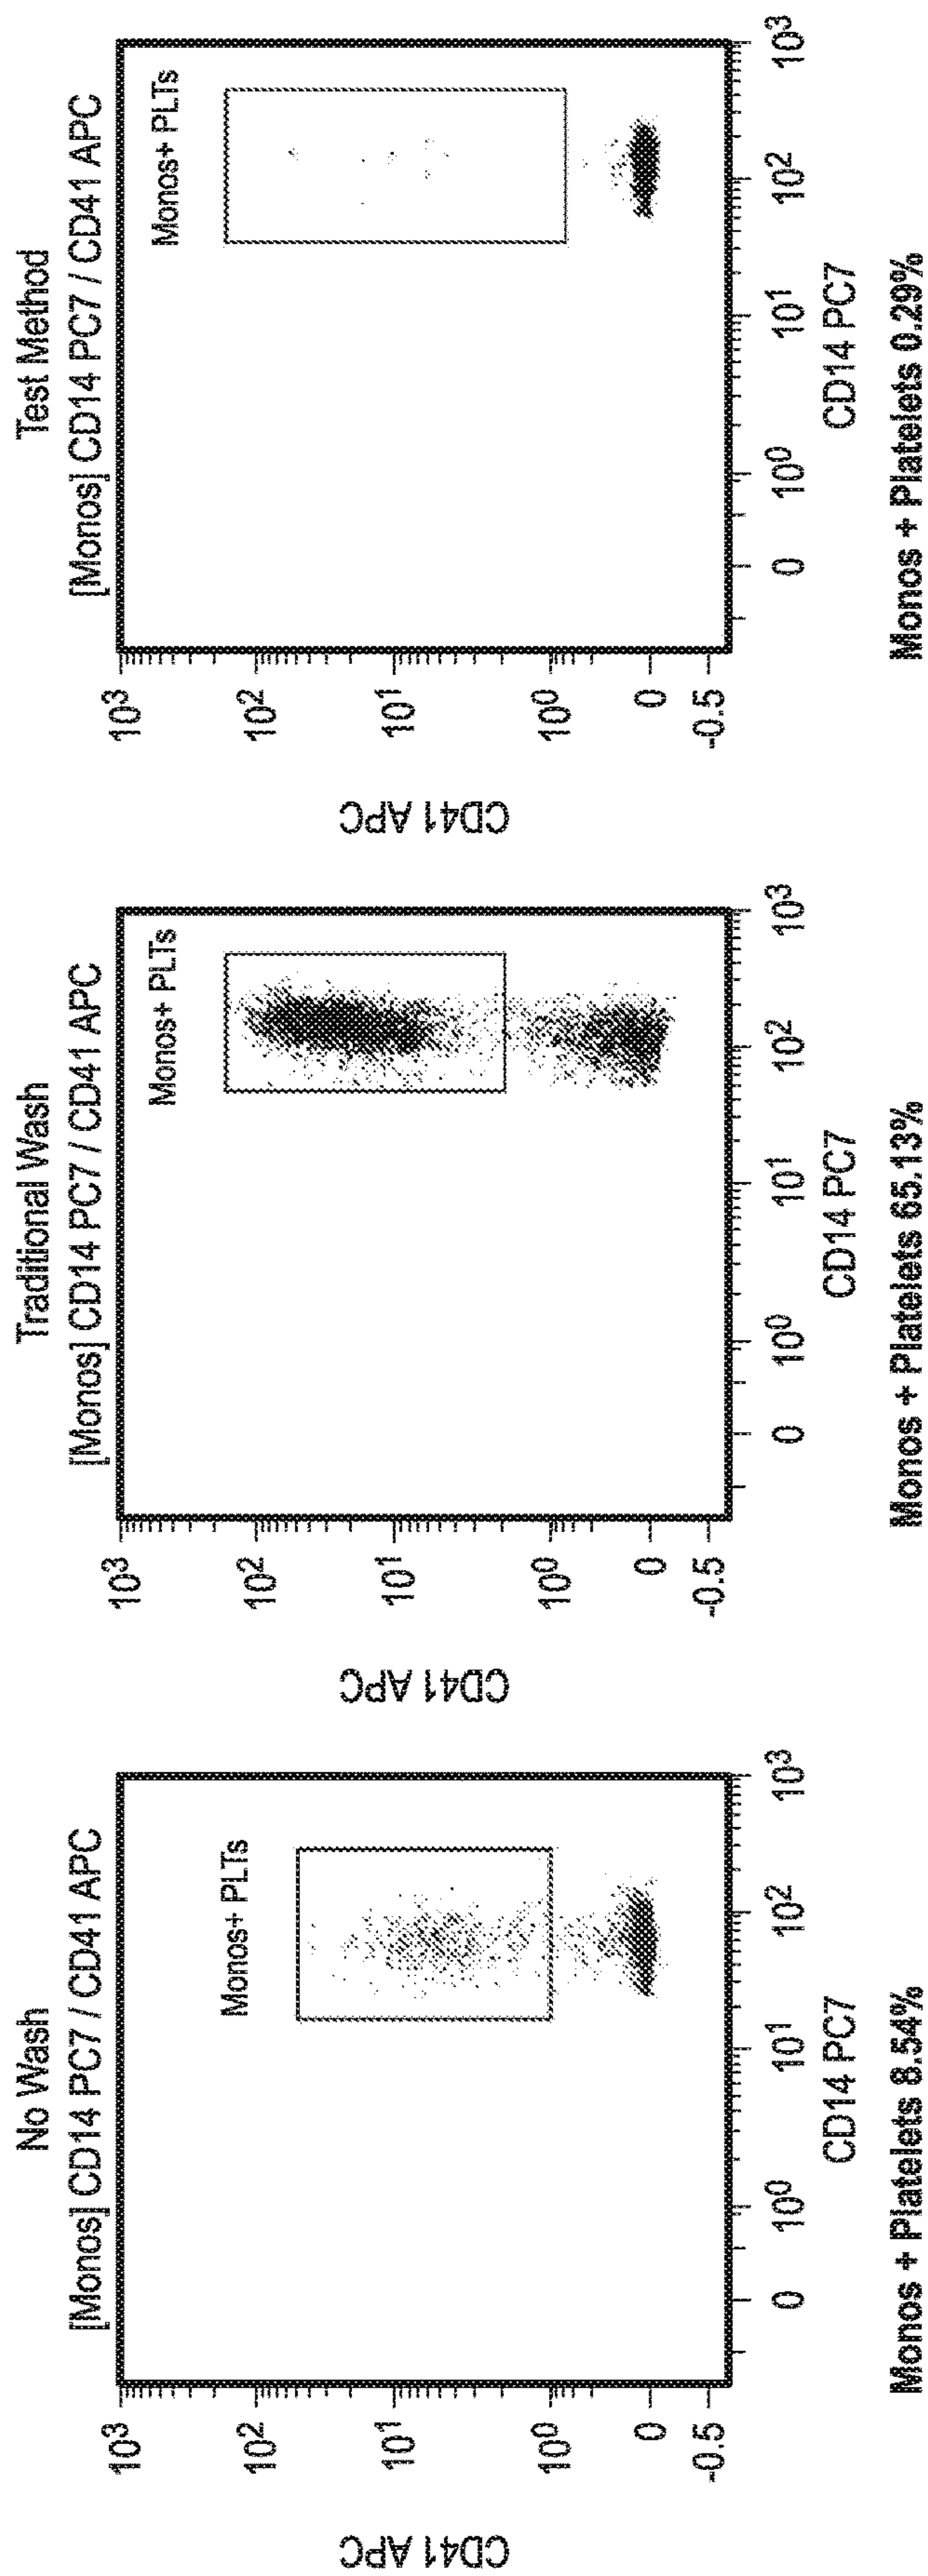 No Wash
[Monos] CD14 PC7 / CD41 APC
Monos+ PLTs
CD41 APC
10³
10²
10¹
10⁰
0
-0.5
0
10⁰
10¹
10²
10³
CD14 PC7
Monos + Platelets 8.54%
Traditional Wash
[Monos] CD14 PC7 / CD41 APC
Monos+ PLTs
CD41 APC
10³
10²
10¹
10⁰
0
-0.5
0
10⁰
10¹
10²
10³
CD14 PC7
Monos + Platelets 65.13%
Test Method
[Monos] CD14 PC7 / CD41 APC
Monos+ PLTs
CD41 APC
10³
10²
10¹
10⁰
0
-0.5
0
10⁰
10¹
10²
10³
CD14 PC7
Monos + Platelets 0.29%